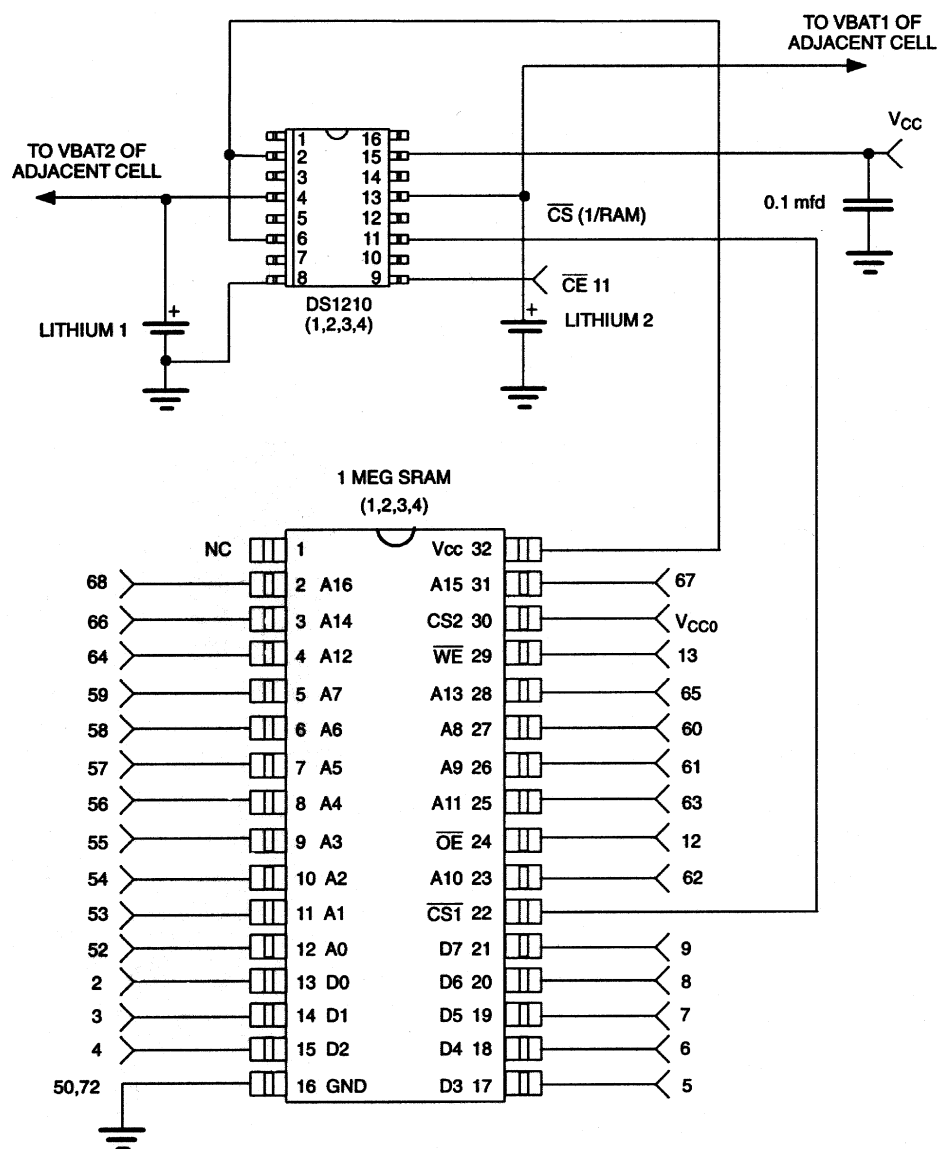 TO VBAT1 OF
ADJACENT CELL
VCC
TO VBAT2 OF
ADJACENT CELL
1 16
2 15
3 14
4 13
5 12
6 11
7 10
8 9
0.1 mfd
C̅S̅ (1/RAM)
C̅E̅ 11
DS1210
(1,2,3,4)
+
LITHIUM 1
+
LITHIUM 2
1 MEG SRAM
(1,2,3,4)
NC 1 Vcc 32
68 2 A16 A15 31 67
66 3 A14 CS2 30 VCC0
64 4 A12 W̅E̅ 29 13
59 5 A7 A13 28 65
58 6 A6 A8 27 60
57 7 A5 A9 26 61
56 8 A4 A11 25 63
55 9 A3 O̅E̅ 24 12
54 10 A2 A10 23 62
53 11 A1 C̅S̅1̅ 22
52 12 A0 D7 21 9
2 13 D0 D6 20 8
3 14 D1 D5 19 7
4 15 D2 D4 18 6
50,72 16 GND D3 17 5